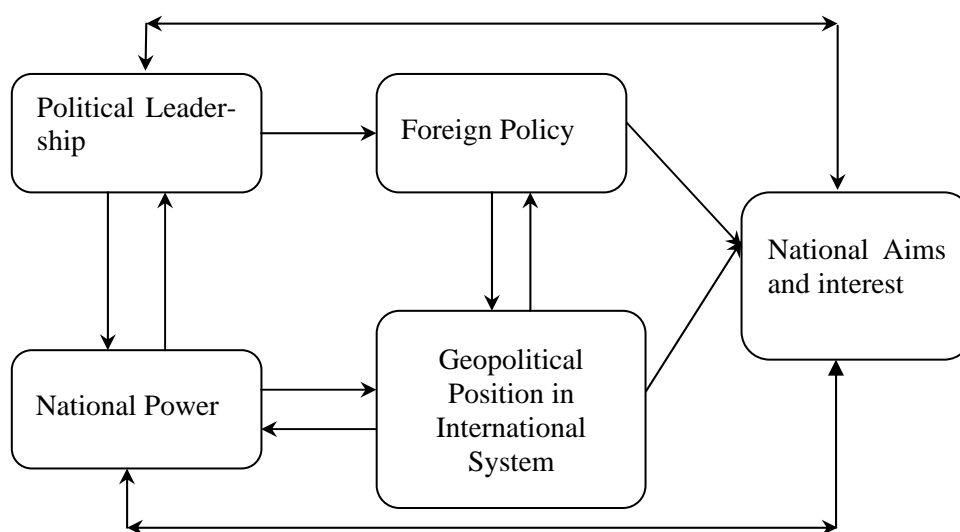 Political Leader-
ship
Foreign Policy
National Aims
and interest
National Power
Geopolitical
Position in
International
System